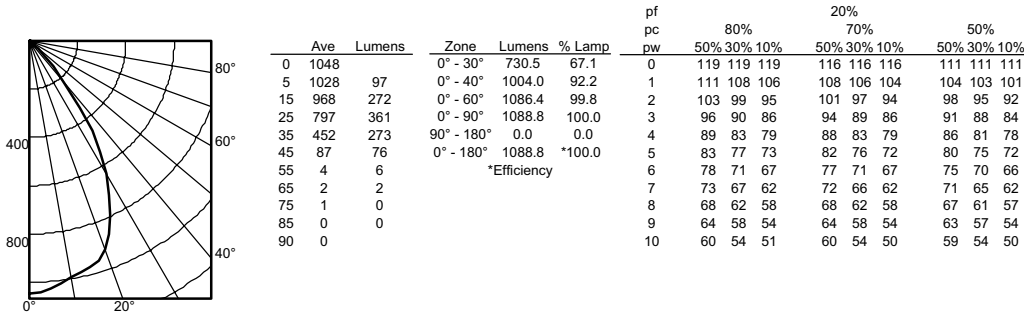 pf 20%
pc 80% 70% 50%
pw 50% 30% 10% 50% 30% 10% 50% 30% 10%
0 119 119 119 116 116 116 111 111 111
1 111 108 106 108 106 104 104 103 101
2 103 99 95 101 97 94 98 95 92
3 96 90 86 94 89 86 91 88 84
4 89 83 79 88 83 79 86 81 78
5 83 77 73 82 76 72 80 75 72
6 78 71 67 77 71 67 75 70 66
7 73 67 62 72 66 62 71 65 62
8 68 62 58 68 62 58 67 61 57
9 64 58 54 64 58 54 63 57 54
10 60 54 51 60 54 50 59 54 50
Ave Lumens
0 1048
5 1028 97
15 968 272
25 797 361
35 452 273
45 87 76
55 4 6
65 2 2
75 1 0
85 0 0
90 0
Zone Lumens % Lamp
0° - 30° 730.5 67.1
0° - 40° 1004.0 92.2
0° - 60° 1086.4 99.8
0° - 90° 1088.8 100.0
90° - 180° 0.0 0.0
0° - 180° 1088.8 *100.0
*Efficiency
80°
400
60°
800
40°
0° 20°